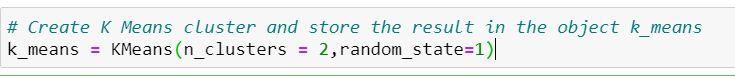 # Create K Means cluster and store the result in the object k_means
k_means = KMeans(n_clusters = 2,random_state=1)